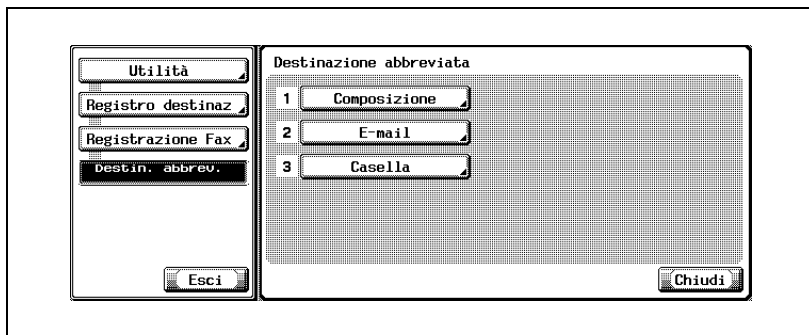 Utilità
Registro destinaz
Registrazione Fax
Destin. abbrev.
Esci
Destinazione abbreviata
1 Composizione
2 E-mail
3 Casella
Chiudi